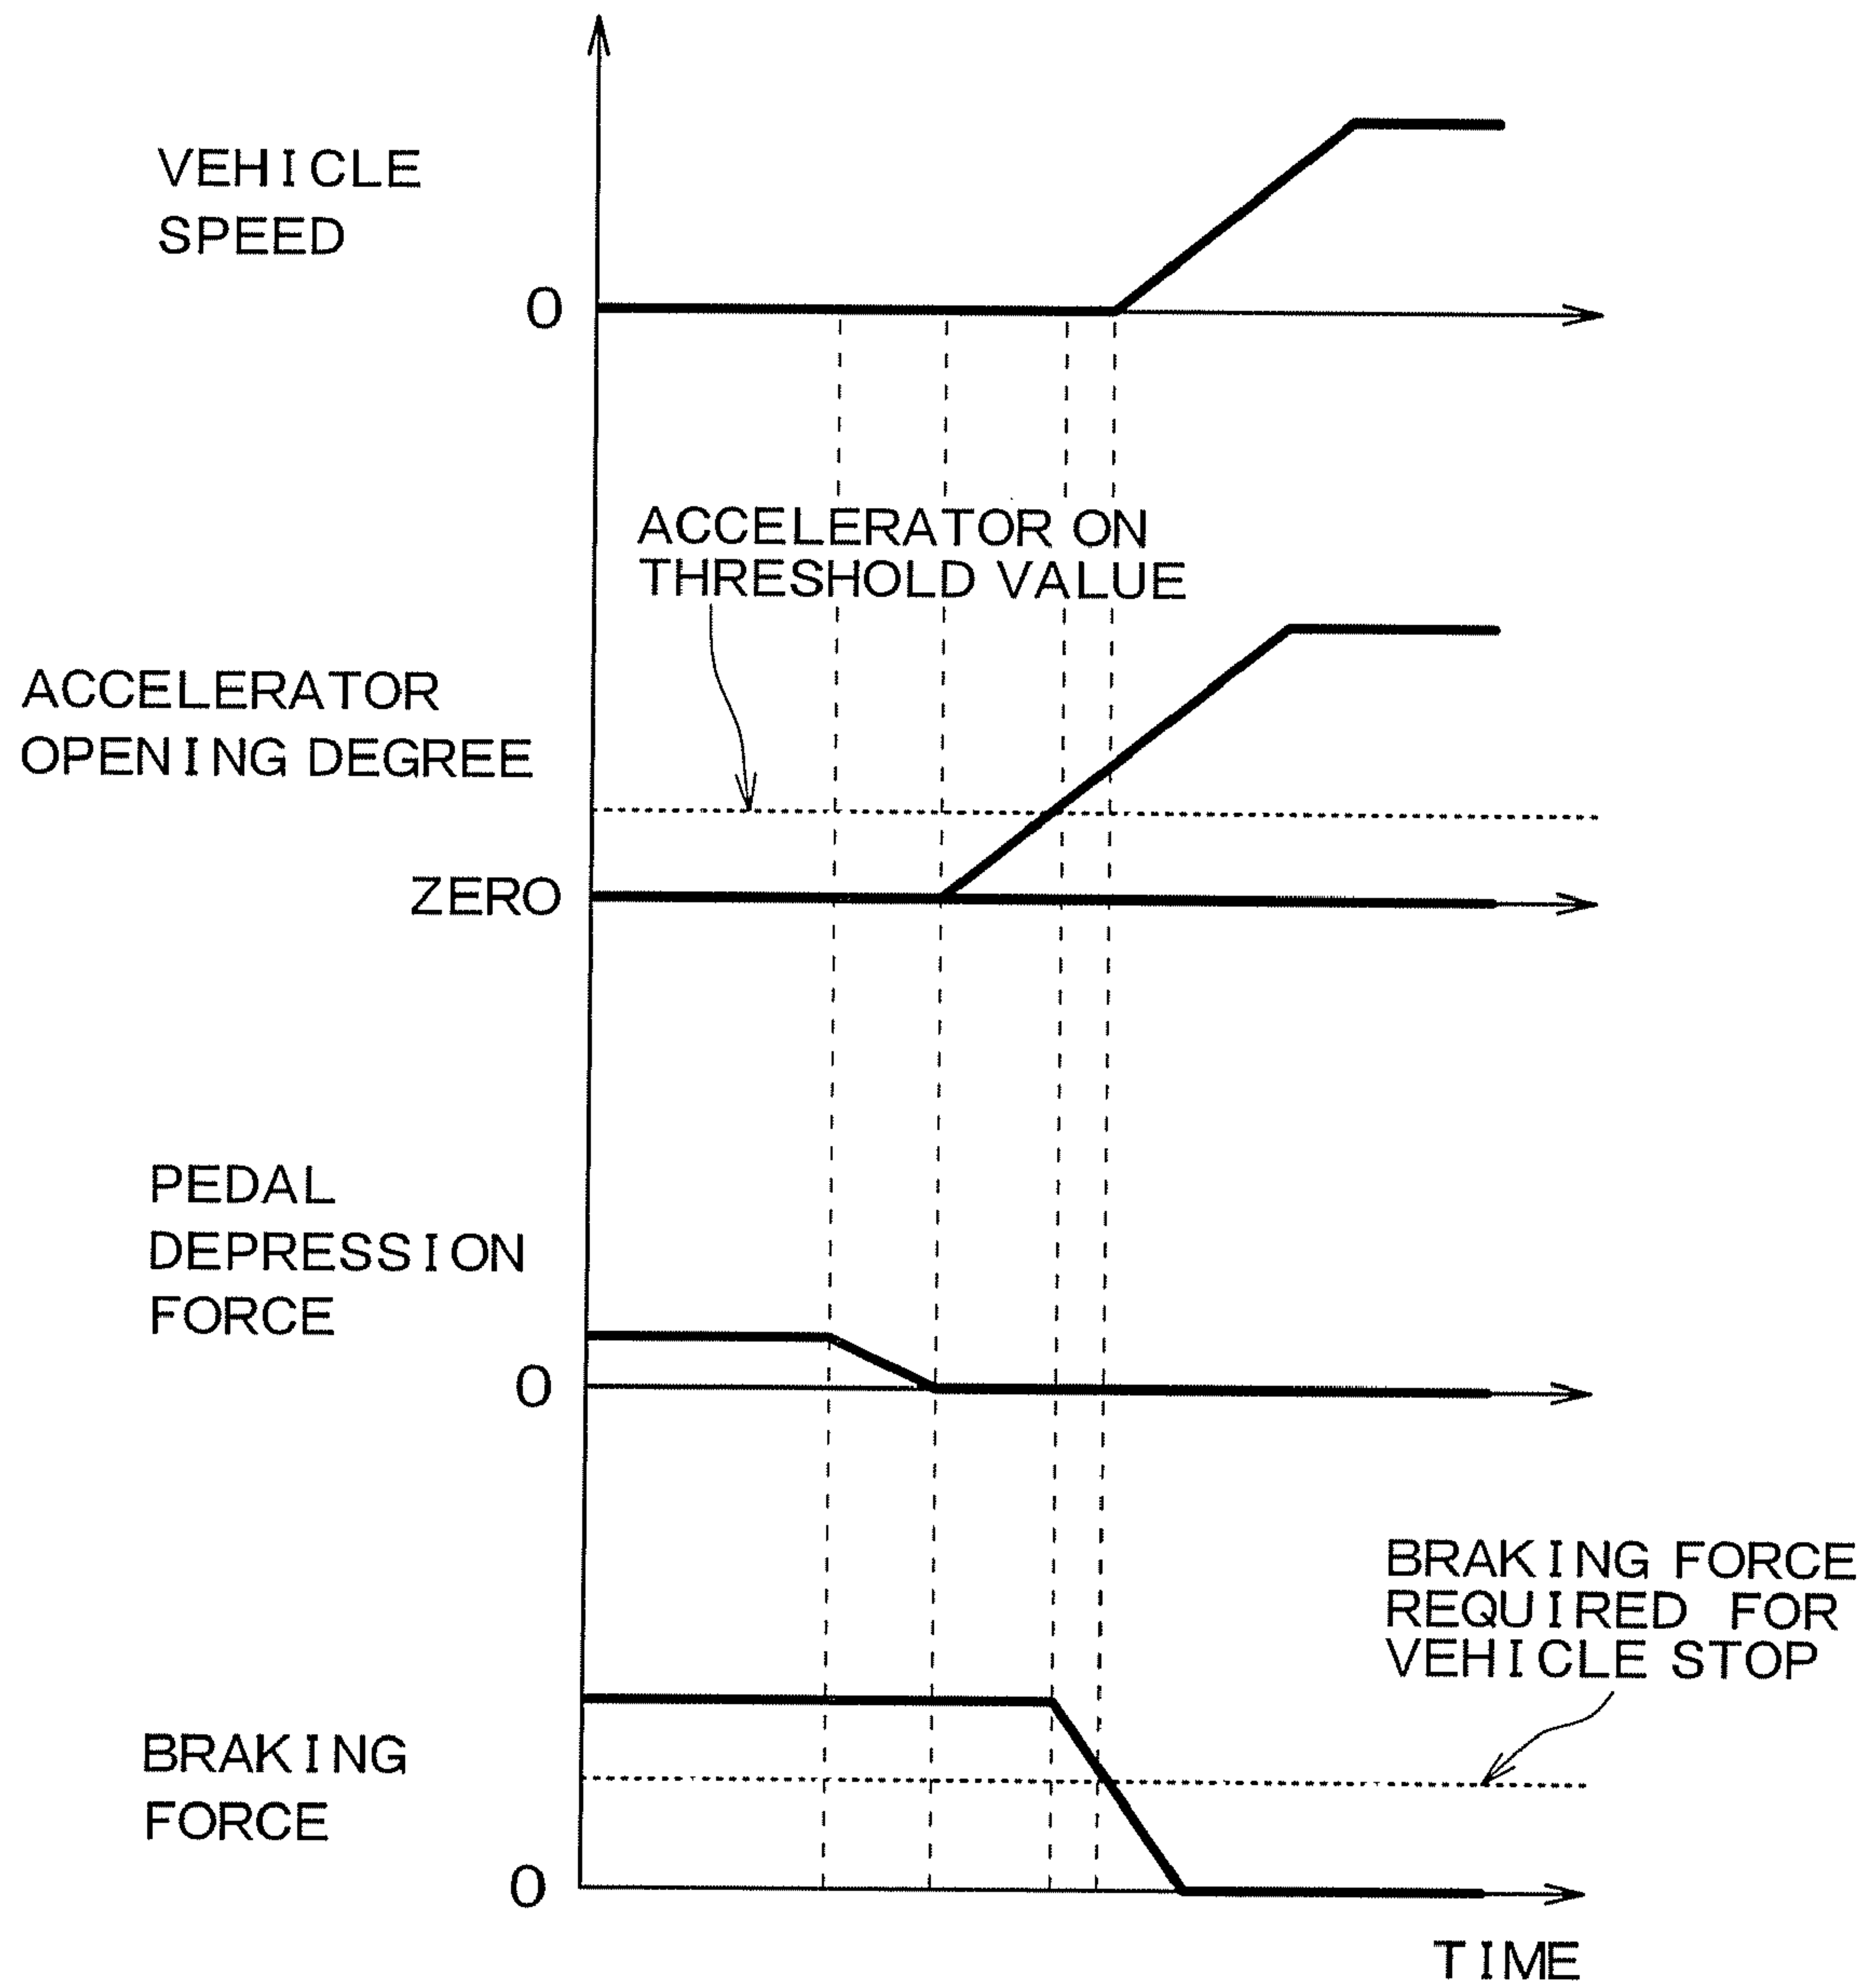 VEHICLE
SPEED
0
ACCELERATOR ON
THRESHOLD VALUE
ACCELERATOR
OPENING DEGREE
ZERO
PEDAL
DEPRESSION
FORCE
0
BRAKING FORCE
REQUIRED FOR
VEHICLE STOP
BRAKING
FORCE
0
TIME